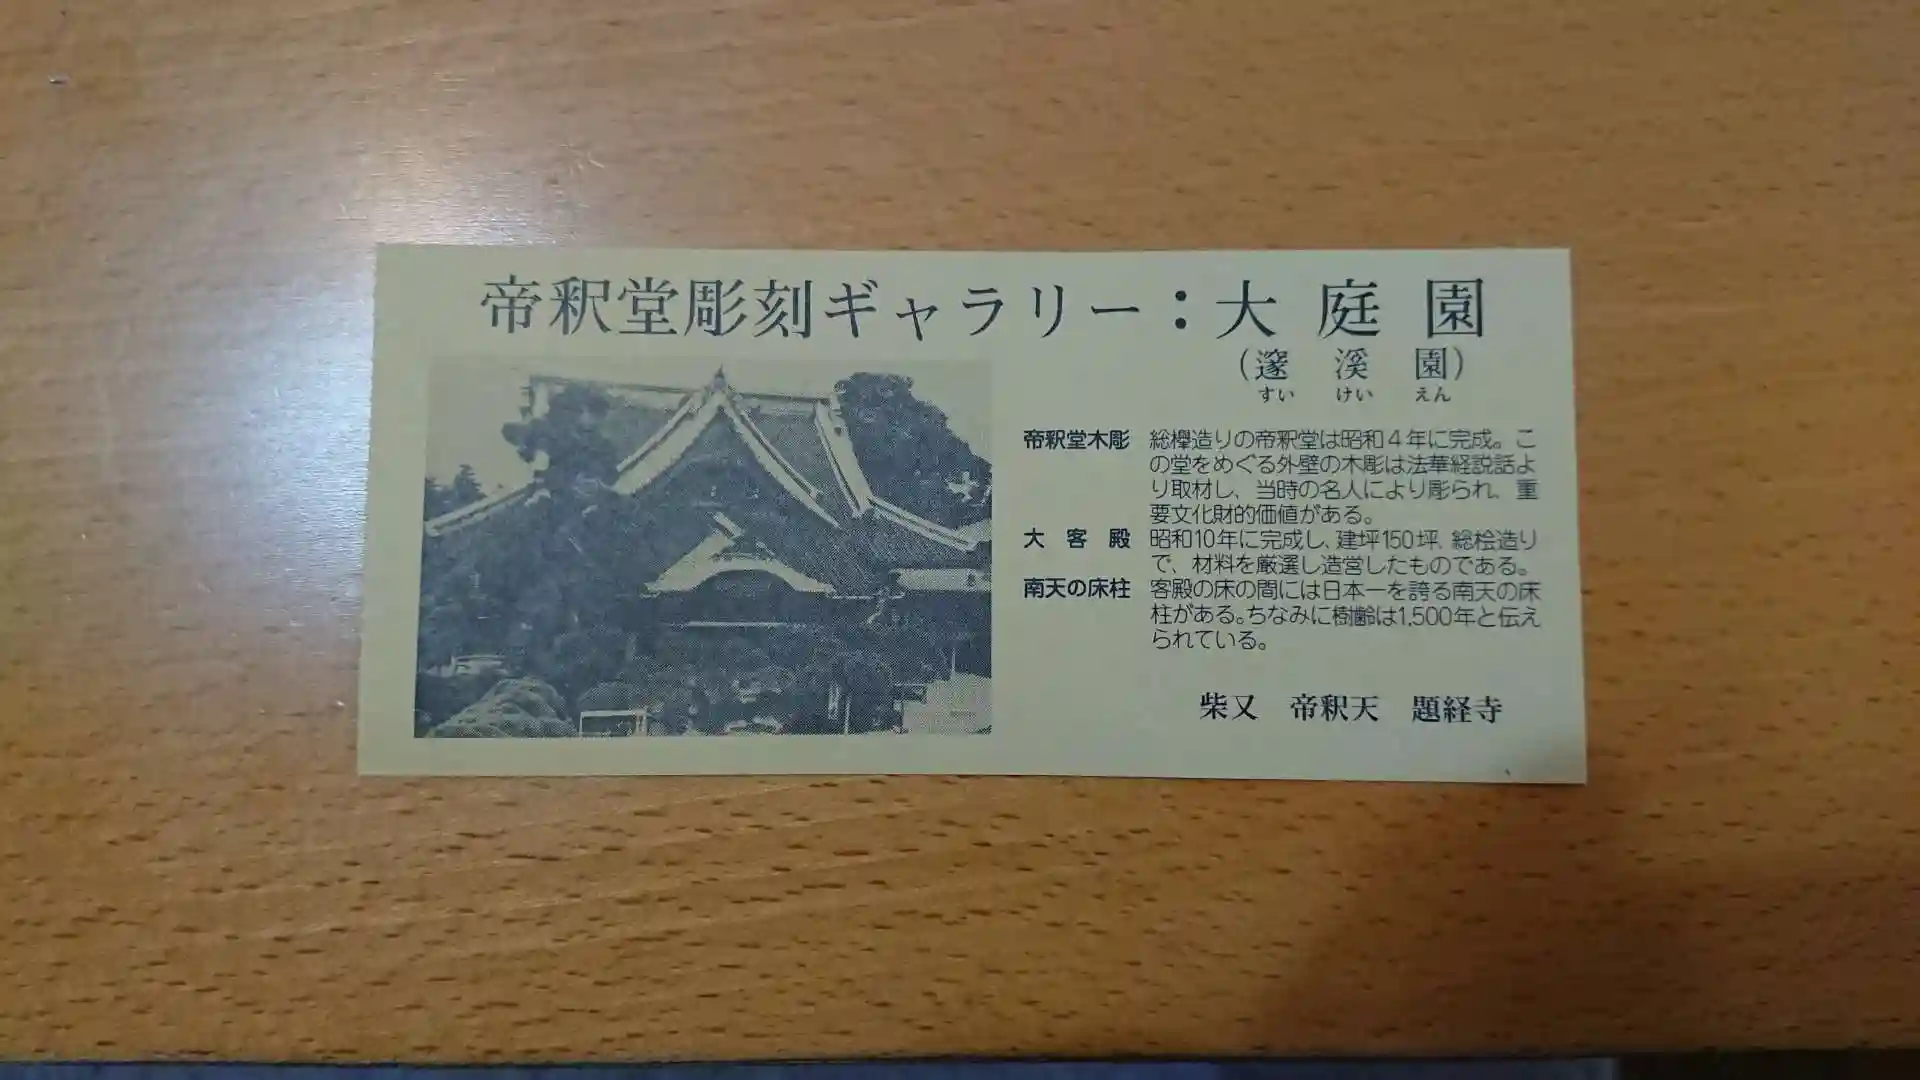 帝釈堂彫刻ギャラリー：大庭園
（邃渓園）
すい けい えん
帝釈堂木彫 総欅造りの帝釈堂は昭和4年に完成。こ
の堂をめぐる外壁の木彫は法華経説話よ
り取材し、当時の名人により彫られ、重
要文化財的価値がある。
大客殿 昭和10年に完成し、建坪150坪、総桧造り
で、材料を厳選し造営したものである。
南天の床柱 客殿の床の間には日本一を誇る南天の床
柱がある。ちなみに樹齢は1,500年と伝え
られている。
柴又 帝釈天 題経寺